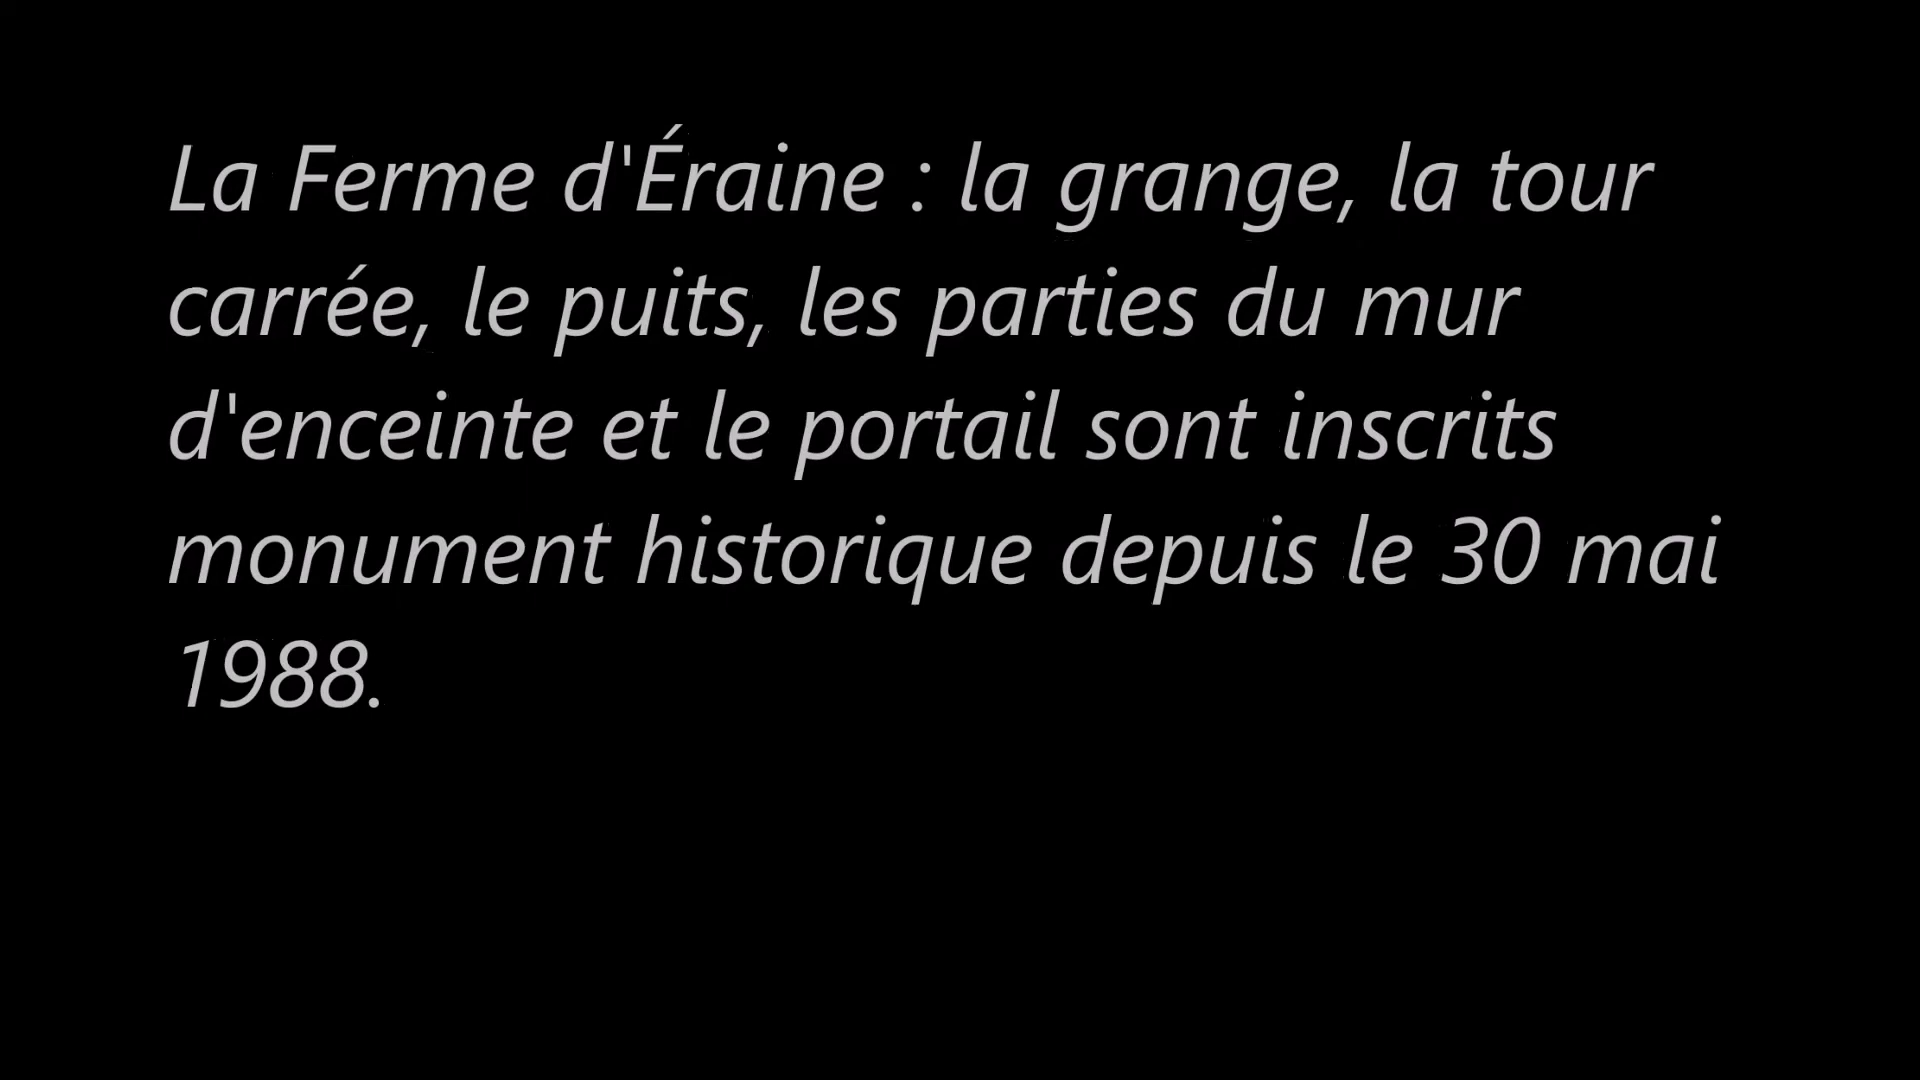 La Ferme d'Éraine : la grange, la tour
carrée, le puits, les parties du mur
d'enceinte et le portail sont inscrits
monument historique depuis le 30 mai
1988.